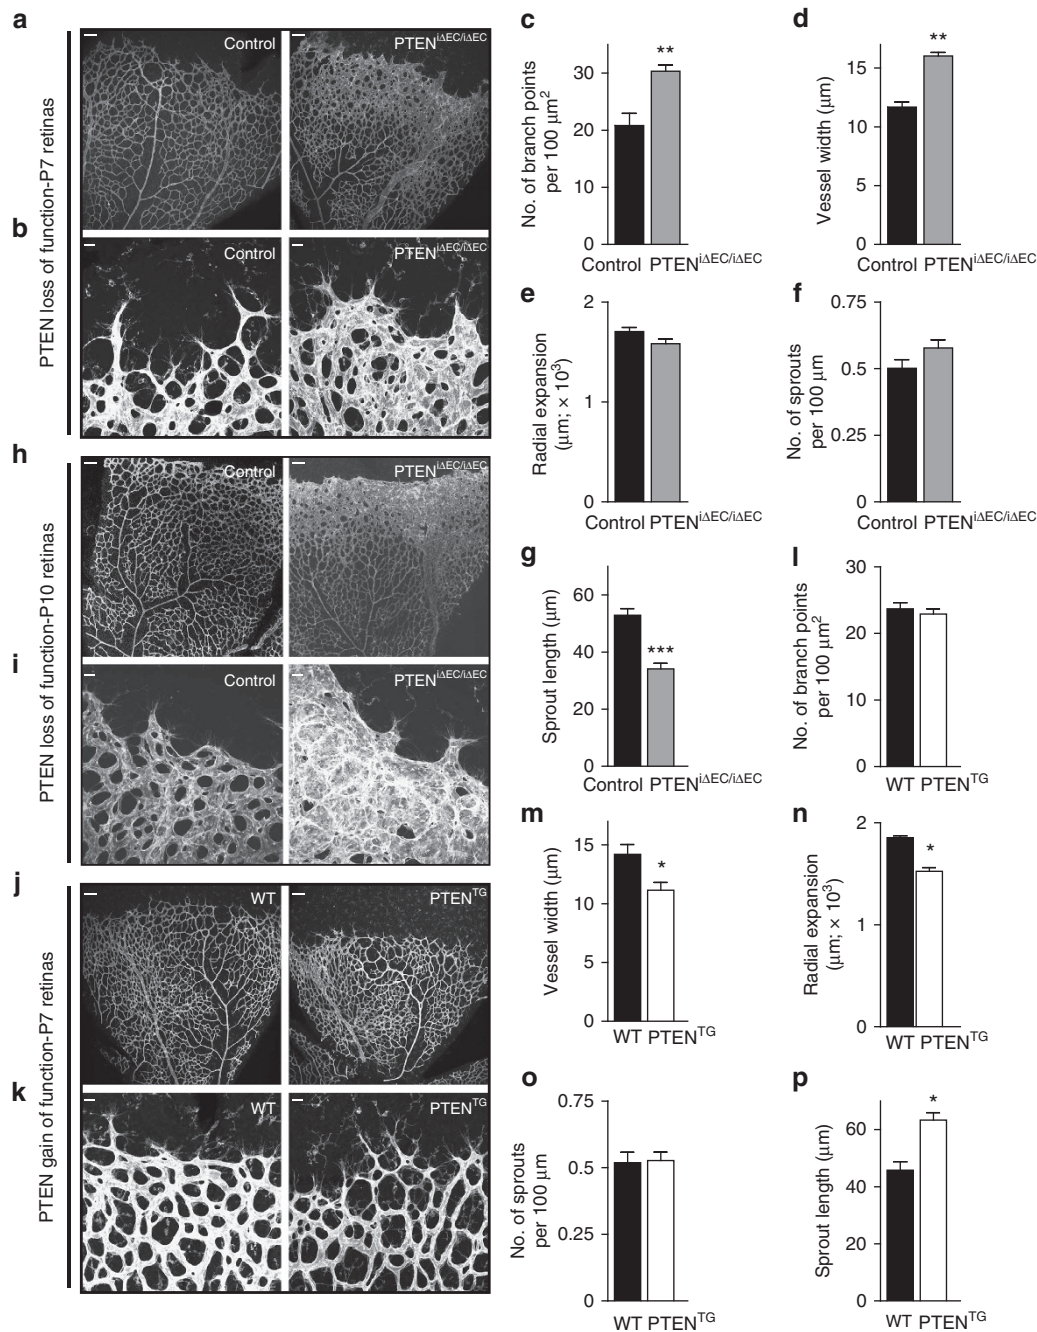 a
PTEN loss of function-P7 retinas
Control
PTEN^iΔEC/iΔEC
b
Control
PTEN^iΔEC/iΔEC
c
No. of branch points
per 100 μm²
30
20
10
0
**
Control PTEN^iΔEC/iΔEC
d
Vessel width (μm)
15
10
5
0
**
Control PTEN^iΔEC/iΔEC
e
Radial expansion
(μm; × 10³)
2
1
0
Control PTEN^iΔEC/iΔEC
f
No. of sprouts
per 100 μm
0.75
0.5
0.25
0
Control PTEN^iΔEC/iΔEC
h
PTEN loss of function-P10 retinas
Control
PTEN^iΔEC/iΔEC
i
Control
PTEN^iΔEC/iΔEC
g
Sprout length (μm)
60
40
20
0
***
Control PTEN^iΔEC/iΔEC
l
No. of branch points
per 100 μm²
30
20
10
0
WT PTEN^TG
j
PTEN gain of function-P7 retinas
WT
PTEN^TG
k
WT
PTEN^TG
m
Vessel width (μm)
15
10
5
0
*
WT PTEN^TG
n
Radial expansion
(μm; × 10³)
2
1
0
*
WT PTEN^TG
o
No. of sprouts
per 100 μm
0.75
0.5
0.25
0
WT PTEN^TG
p
Sprout length (μm)
60
40
20
0
*
WT PTEN^TG